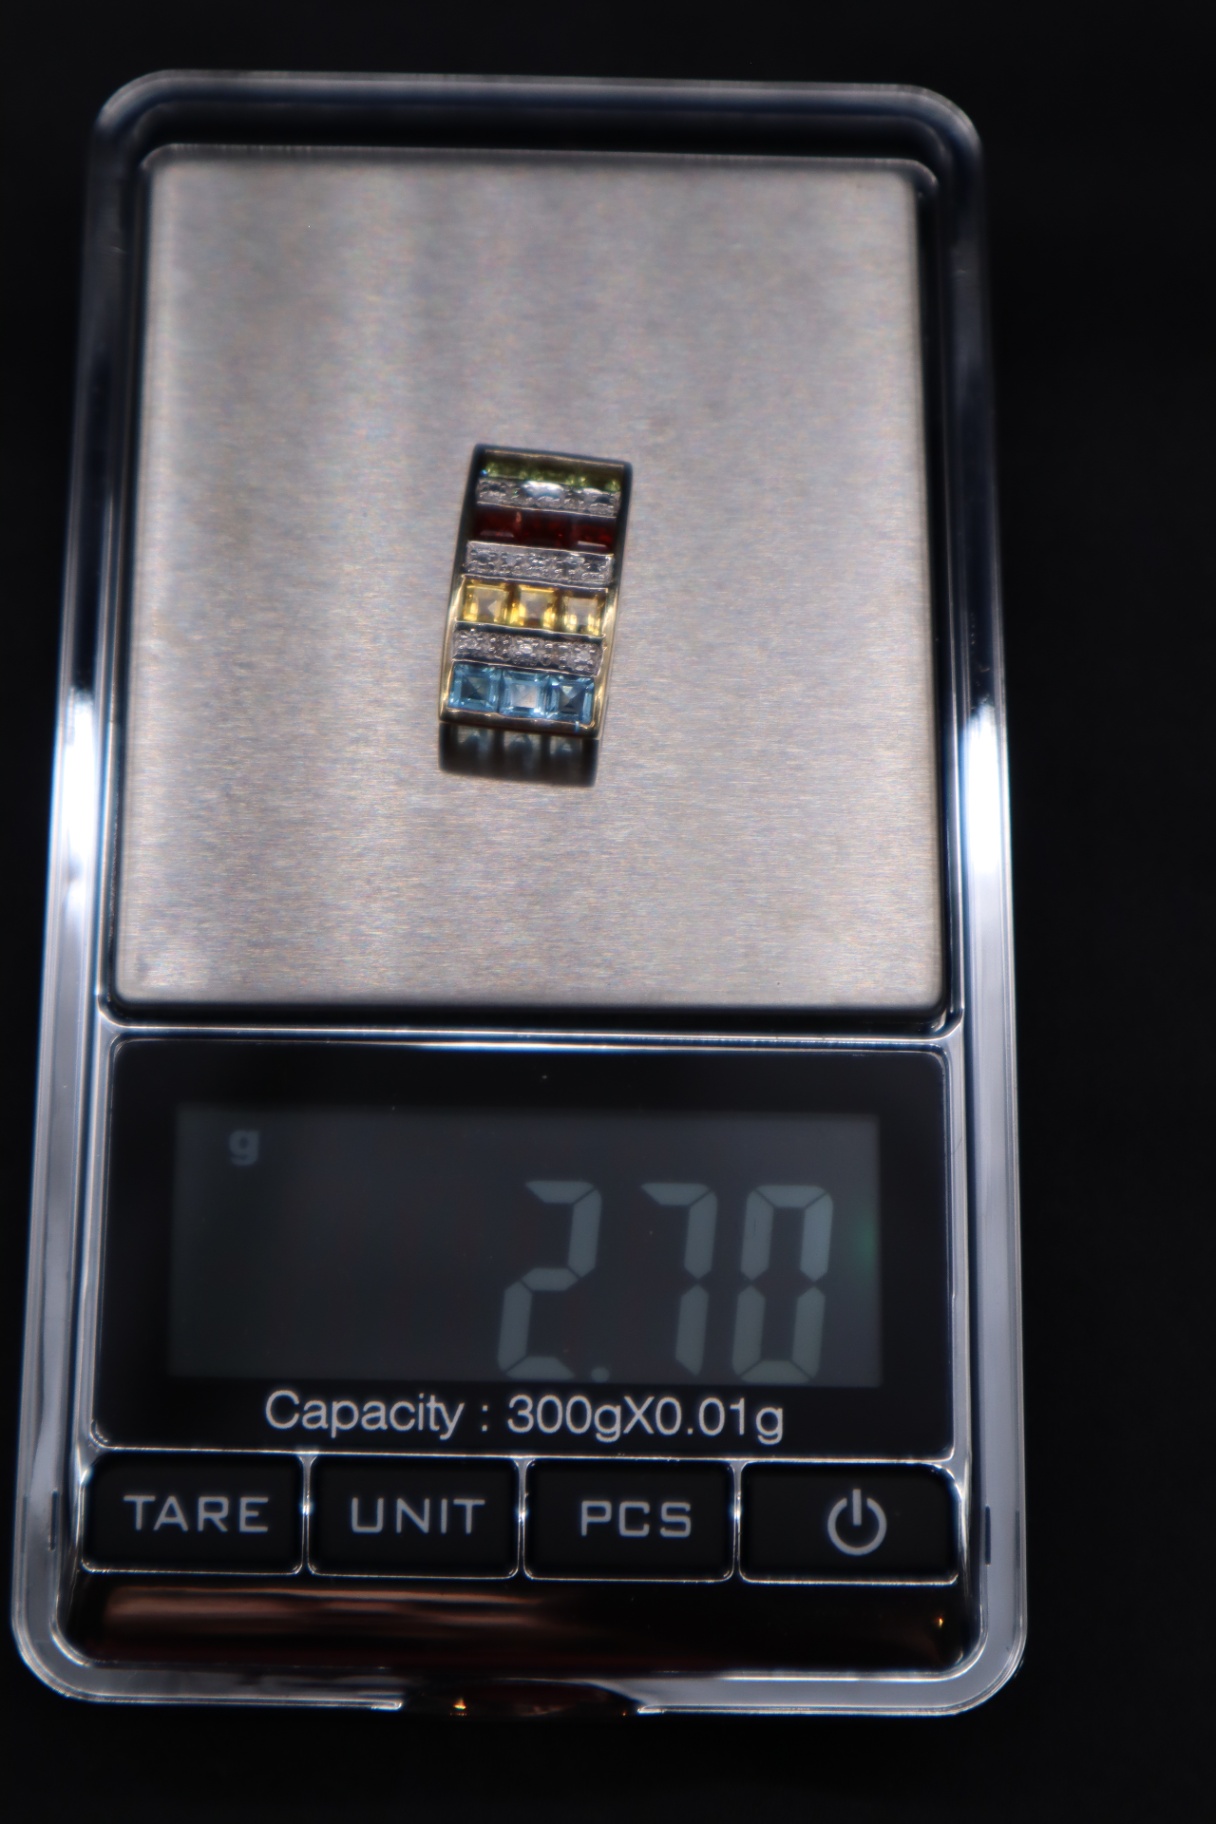 g
2.70
Capacity : 300gX0.01g
TARE UNIT PCS